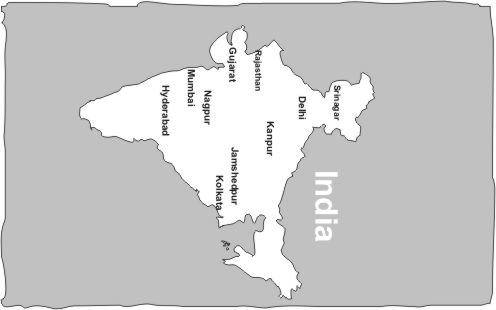 Srinagar
Delhi
India
Rajasthan
Kanpur
Gujarat
Jamshedpur
Kolkata
Nagpur
Mumbai
Hyderabad